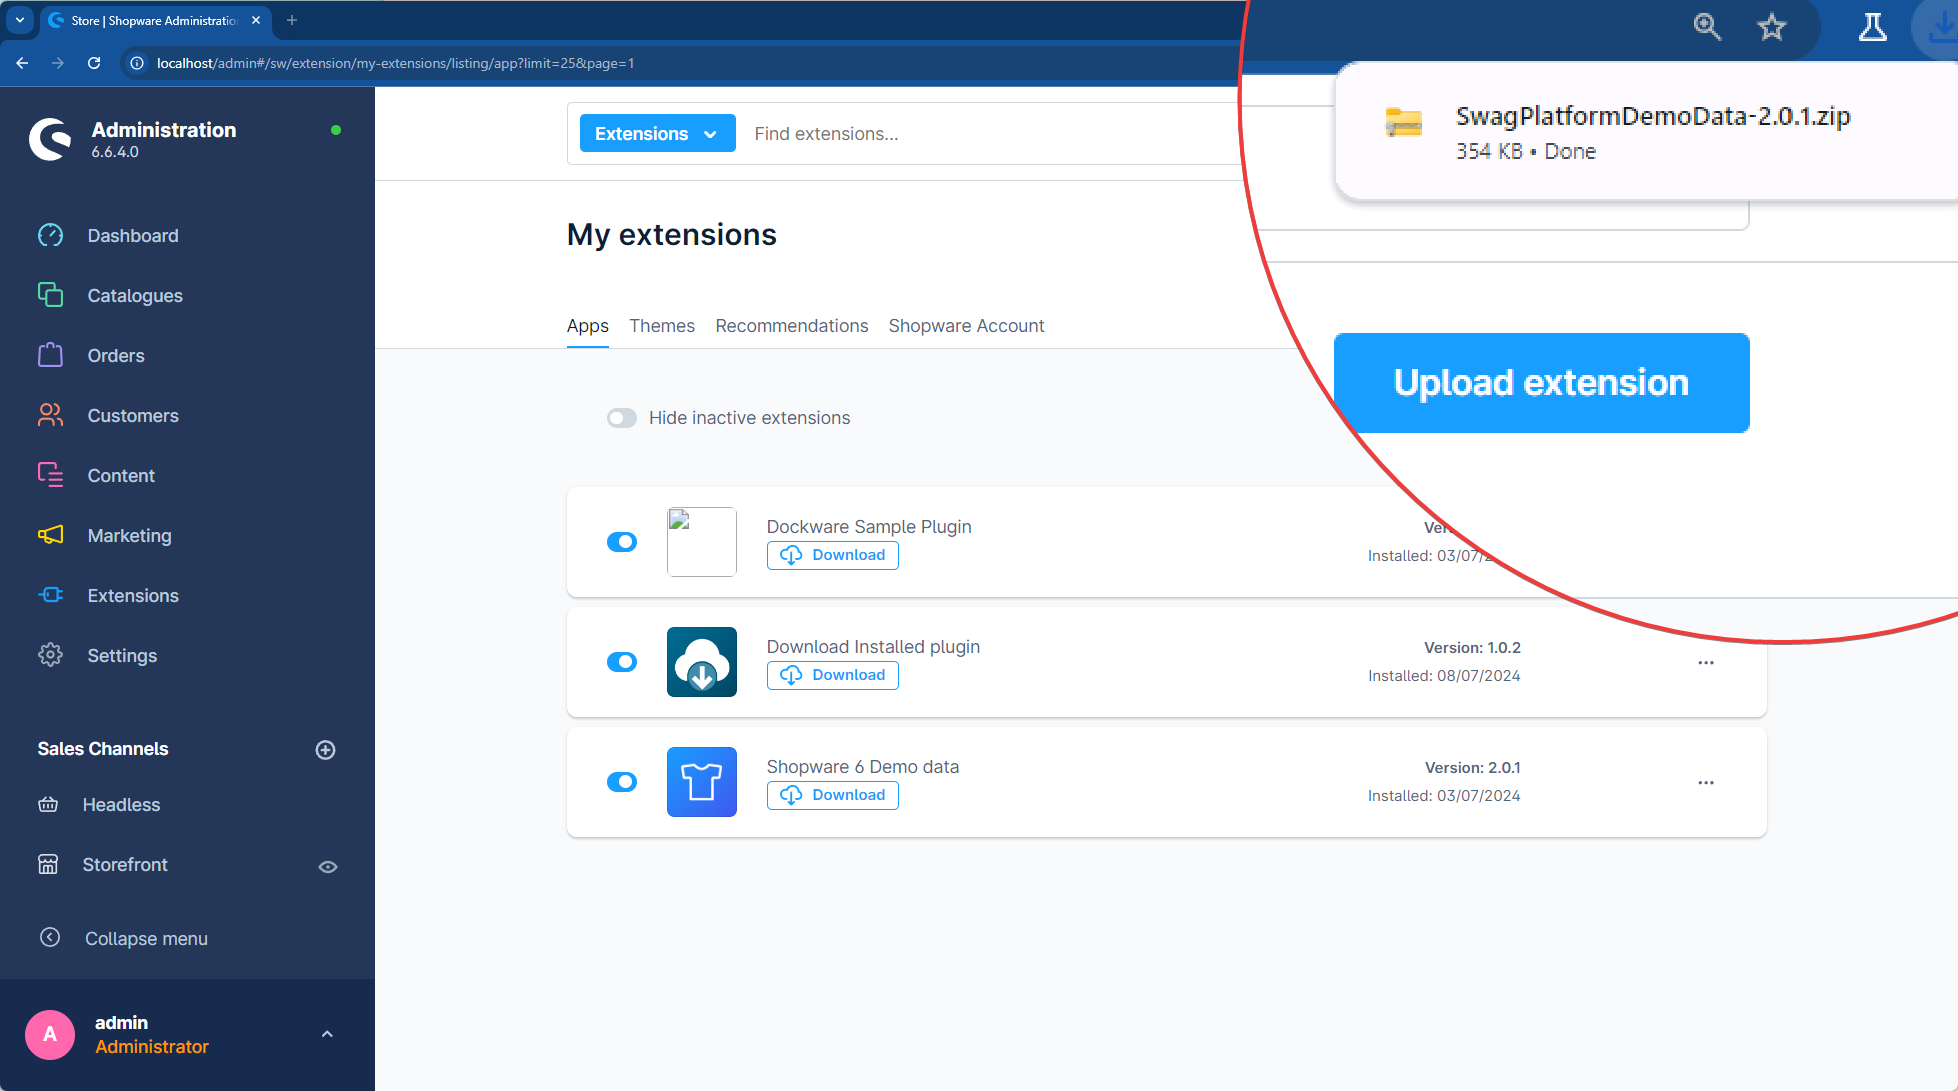 Store | Shopware Administratio
localhost/admin#/sw/extension/my-extensions/listing/app?limit=25&page=1
Administration
6.6.4.0
Dashboard
Catalogues
Orders
Customers
Content
Marketing
Extensions
Settings
Sales Channels
Headless
Storefront
Collapse menu
A
admin
Administrator
Extensions
Find extensions...
My extensions
Apps Themes Recommendations Shopware Account
Hide inactive extensions
Dockware Sample Plugin
Download
Ver
Installed: 03/07/2
Download Installed plugin
Download
Version: 1.0.2
Installed: 08/07/2024
Shopware 6 Demo data
Download
Version: 2.0.1
Installed: 03/07/2024
SwagPlatformDemoData-2.0.1.zip
354 KB • Done
Upload extension